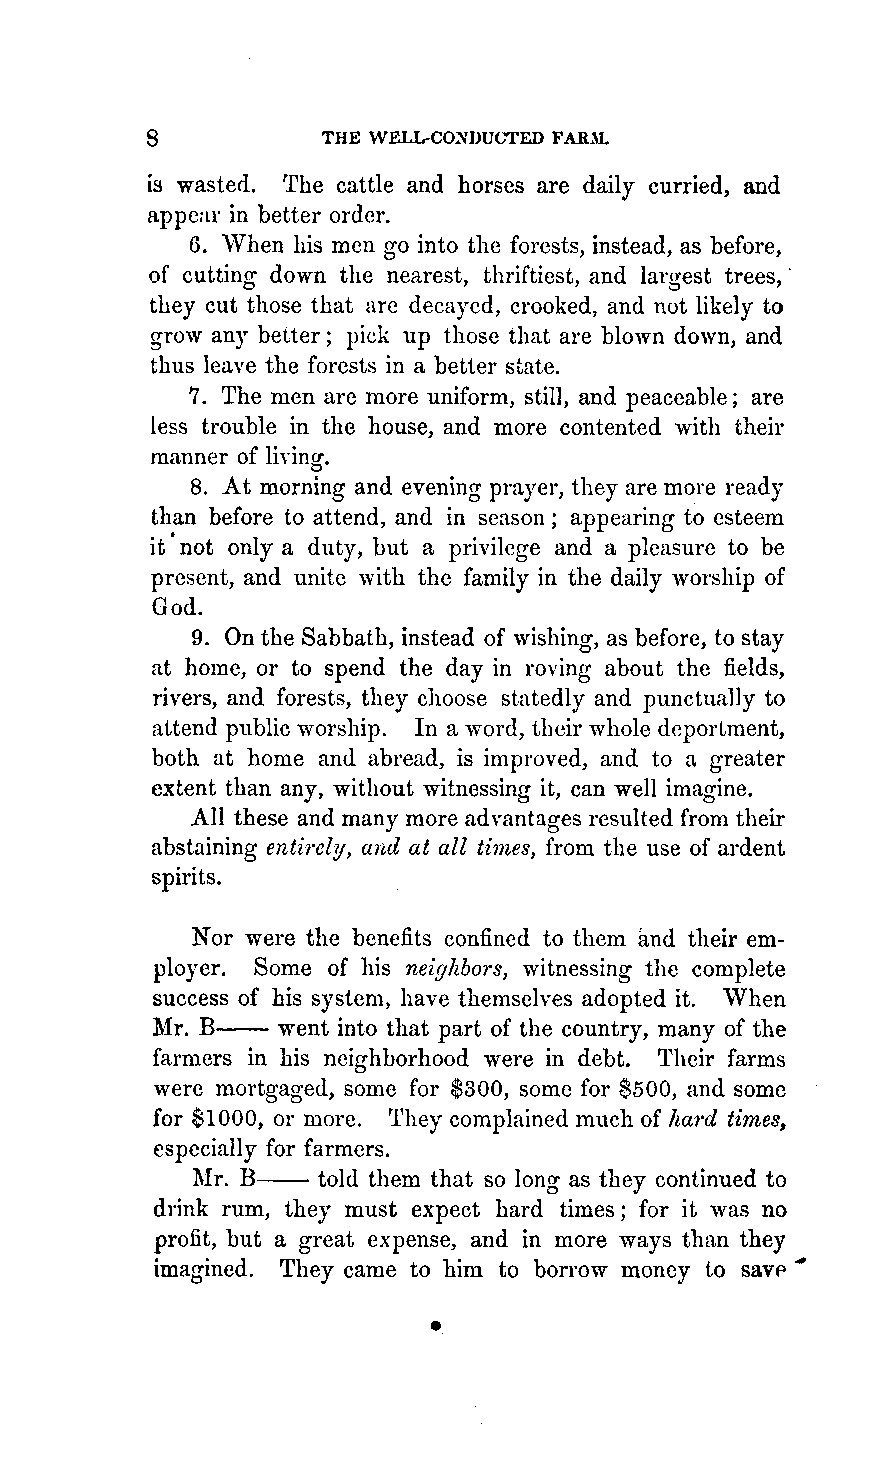 8 THE WELL-CONDUCTED FARM.
is wasted. The cattle and horses are daily curried, and
appear in better order.
6. When his men go into the forests, instead, as before,
of cutting down the nearest, thriftiest, and largest trees,
they cut those that are decayed, crooked, and not likely to
grow any better; pick up those that are blown down, and
thus leave the forests in a better state.
7. The men are more uniform, still, and peaceable; are
less trouble in the house, and more contented with their
manner of living.
8. At morning and evening prayer, they are more ready
than before to attend, and in season; appearing to esteem
it not only a duty, but a privilege and a pleasure to be
present, and unite with the family in the daily worship of
God.
9. On the Sabbath, instead of wishing, as before, to stay
at home, or to spend the day in roving about the fields,
rivers, and forests, they choose statedly and punctually to
attend public worship. In a word, their whole deportment,
both at home and abread, is improved, and to a greater
extent than any, without witnessing it, can well imagine.
All these and many more advantages resulted from their
abstaining entirely, and at all times, from the use of ardent
spirits.
Nor were the benefits confined to them and their em-
ployer. Some of his neighbors, witnessing the complete
success of his system, have themselves adopted it. When
Mr. B—— went into that part of the country, many of the
farmers in his neighborhood were in debt. Their farms
were mortgaged, some for $300, some for $500, and some
for $1000, or more. They complained much of hard times,
especially for farmers.
Mr. B—— told them that so long as they continued to
drink rum, they must expect hard times; for it was no
profit, but a great expense, and in more ways than they
imagined. They came to him to borrow money to save